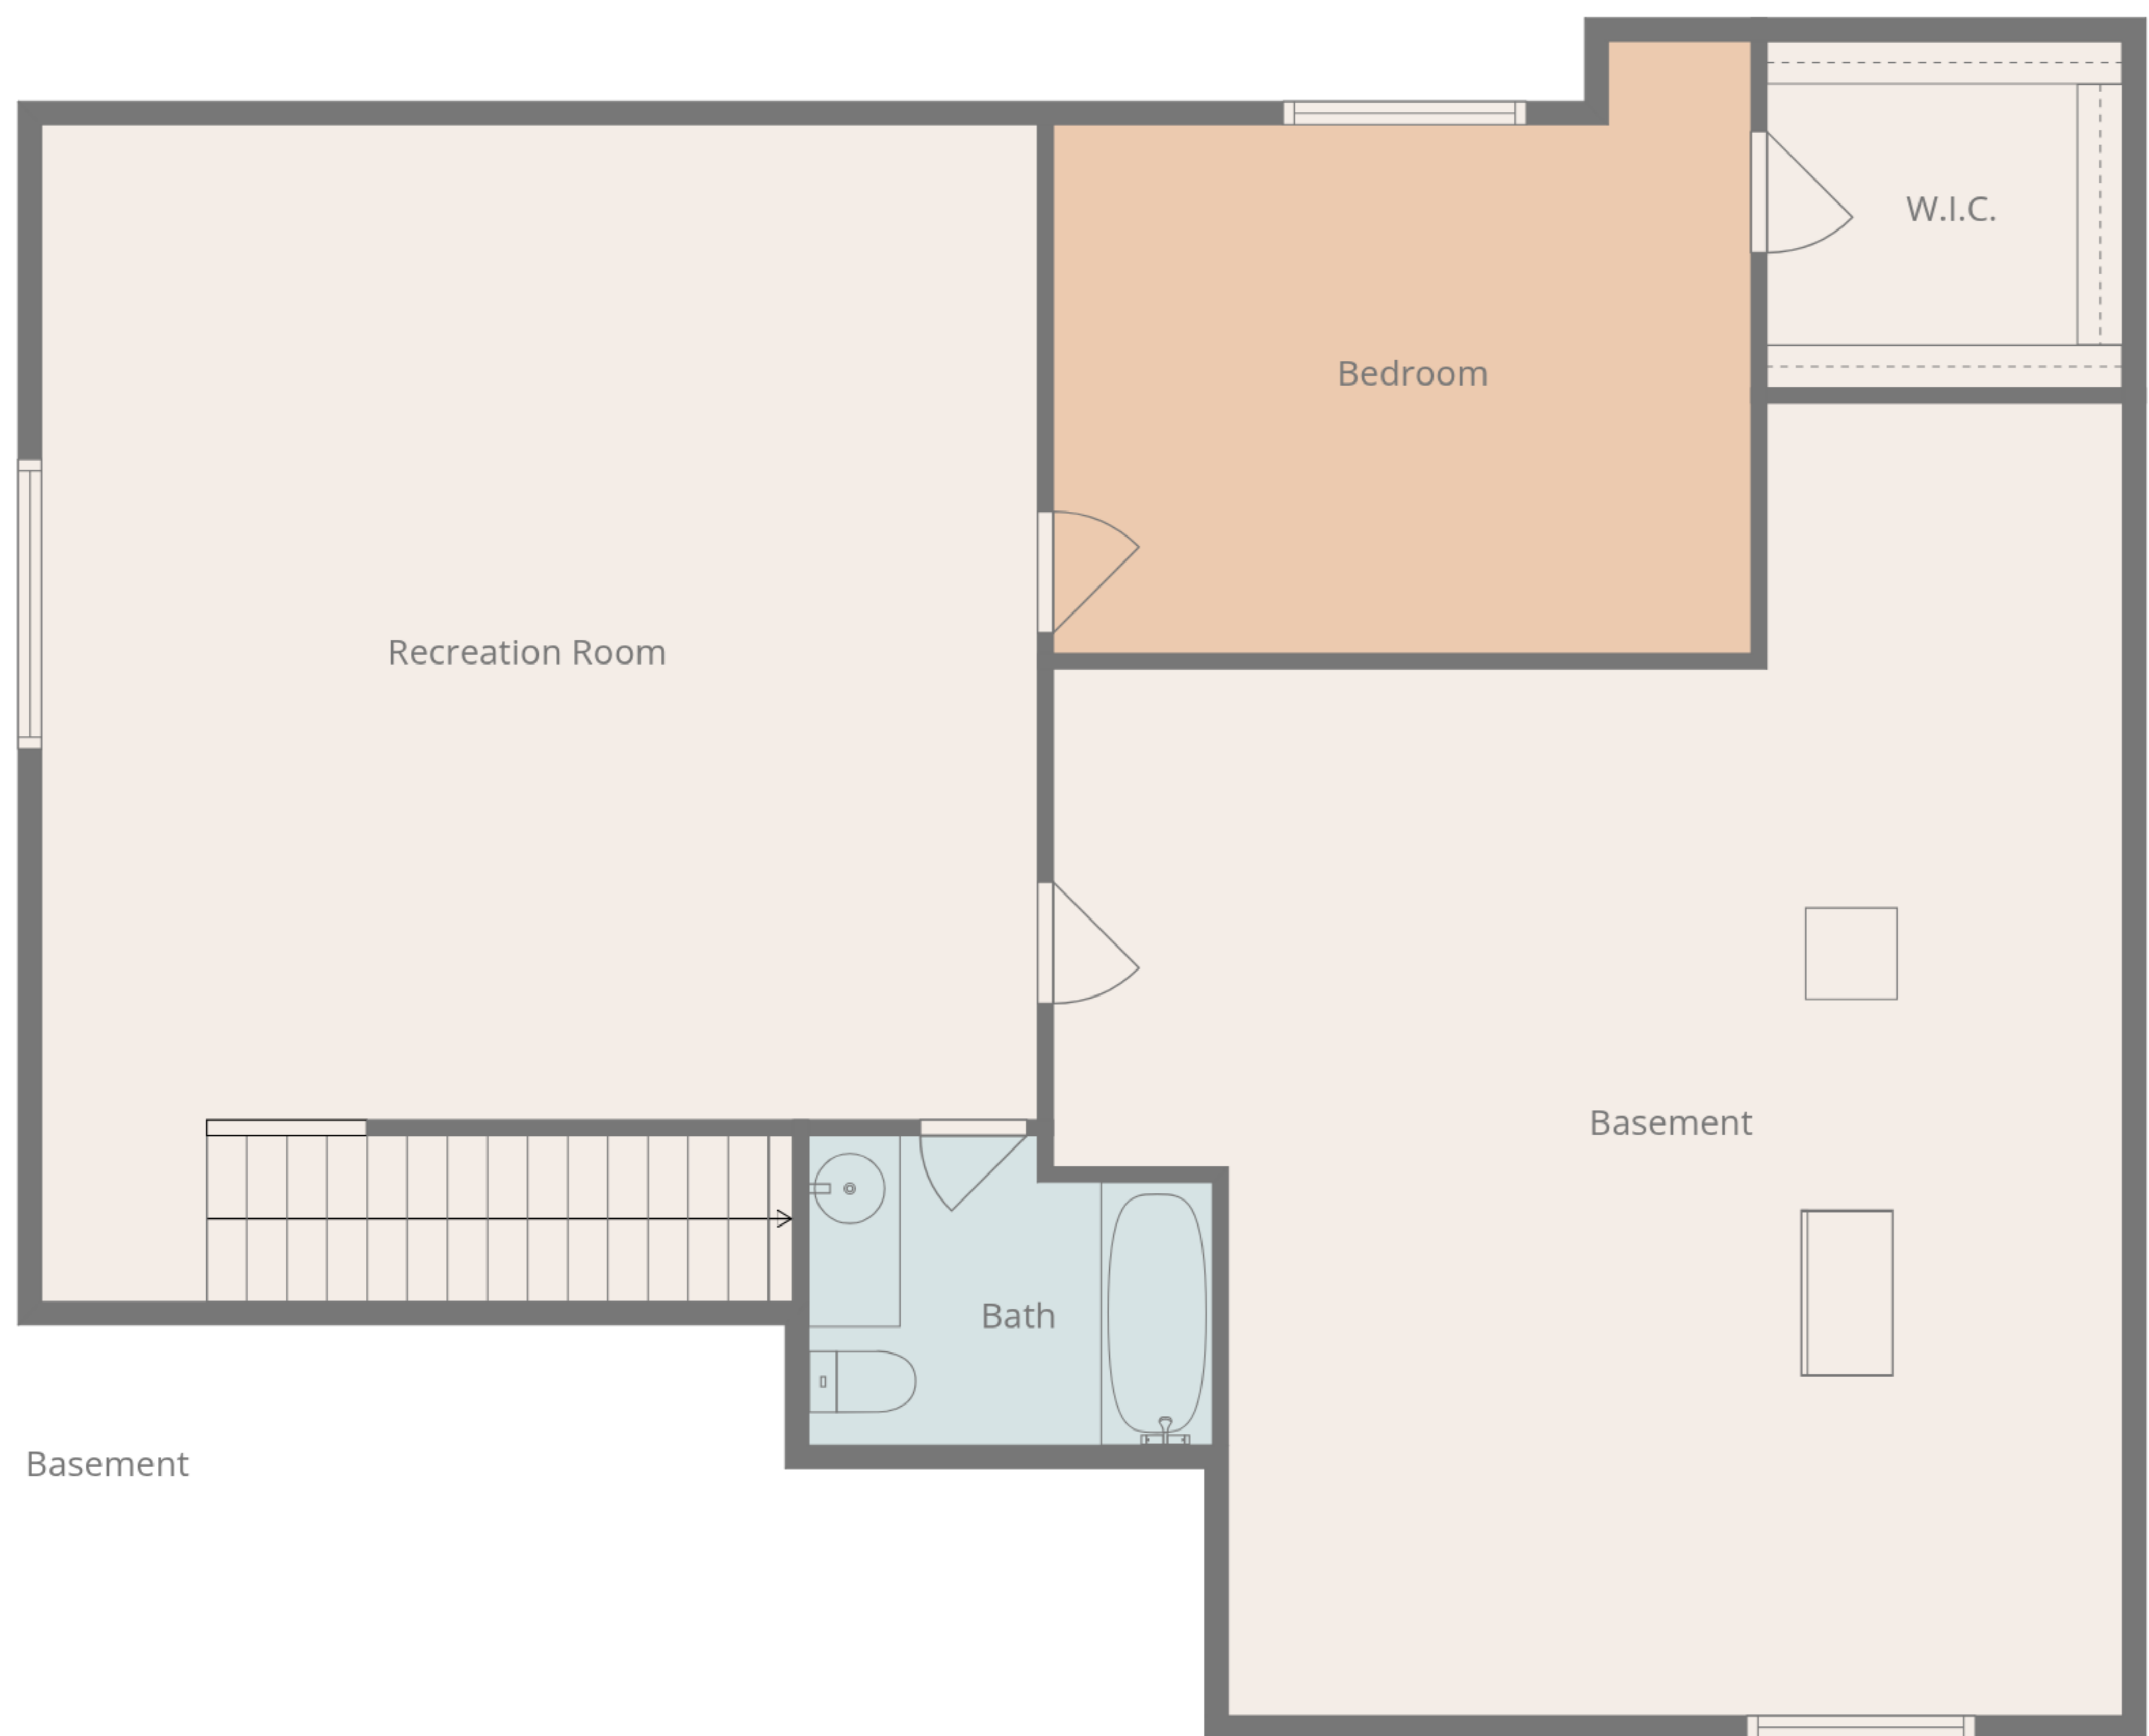 W.I.C.
Bedroom
Recreation Room
Basement
Bath
Basement